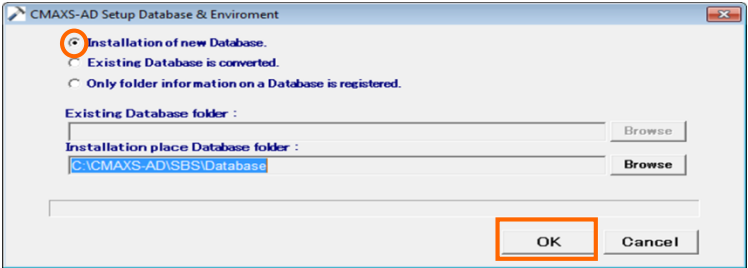 CMAXS-AD Setup Database & Enviroment
Installation of new Database.
Existing Database is converted.
Only folder information on a Database is registered.
Existing Database folder :
Browse
Installation place Database folder :
C:\CMAXS-AD\SBS\Database
Browse
OK
Cancel